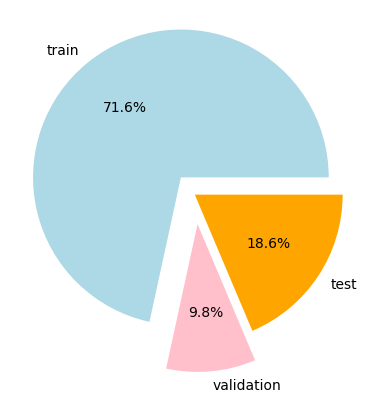 train
71.6%
18.6%
test
9.8%
validation